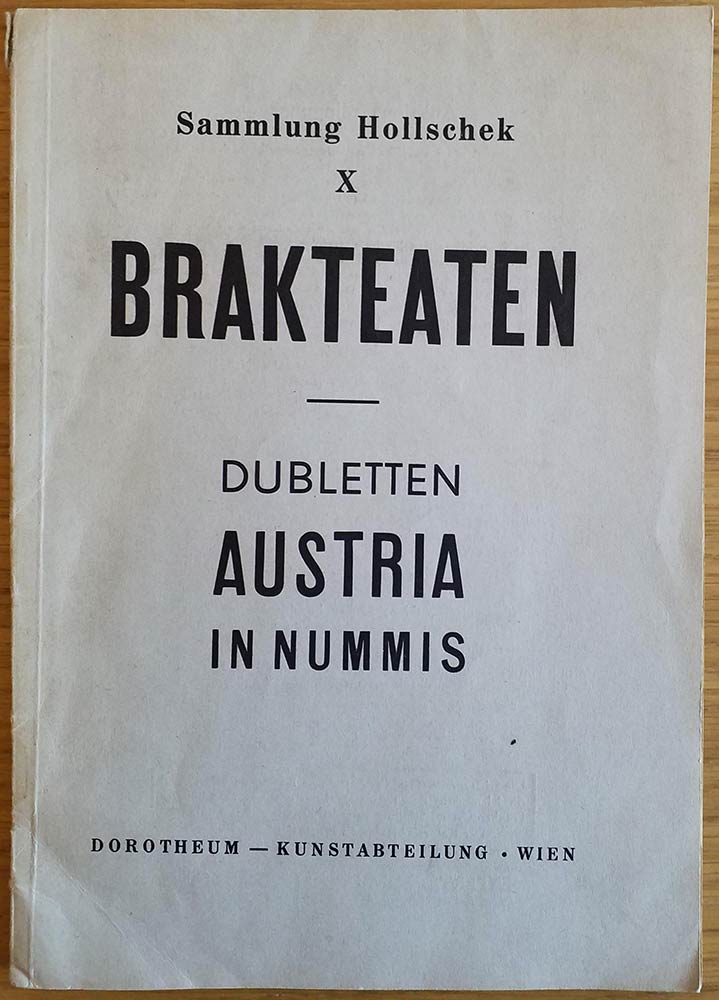 Sammlung Hollschek
X
BRAKTEATEN
DUBLETTEN
AUSTRIA
IN NUMMIS
DOROTHEUM — KUNSTABTEILUNG • WIEN